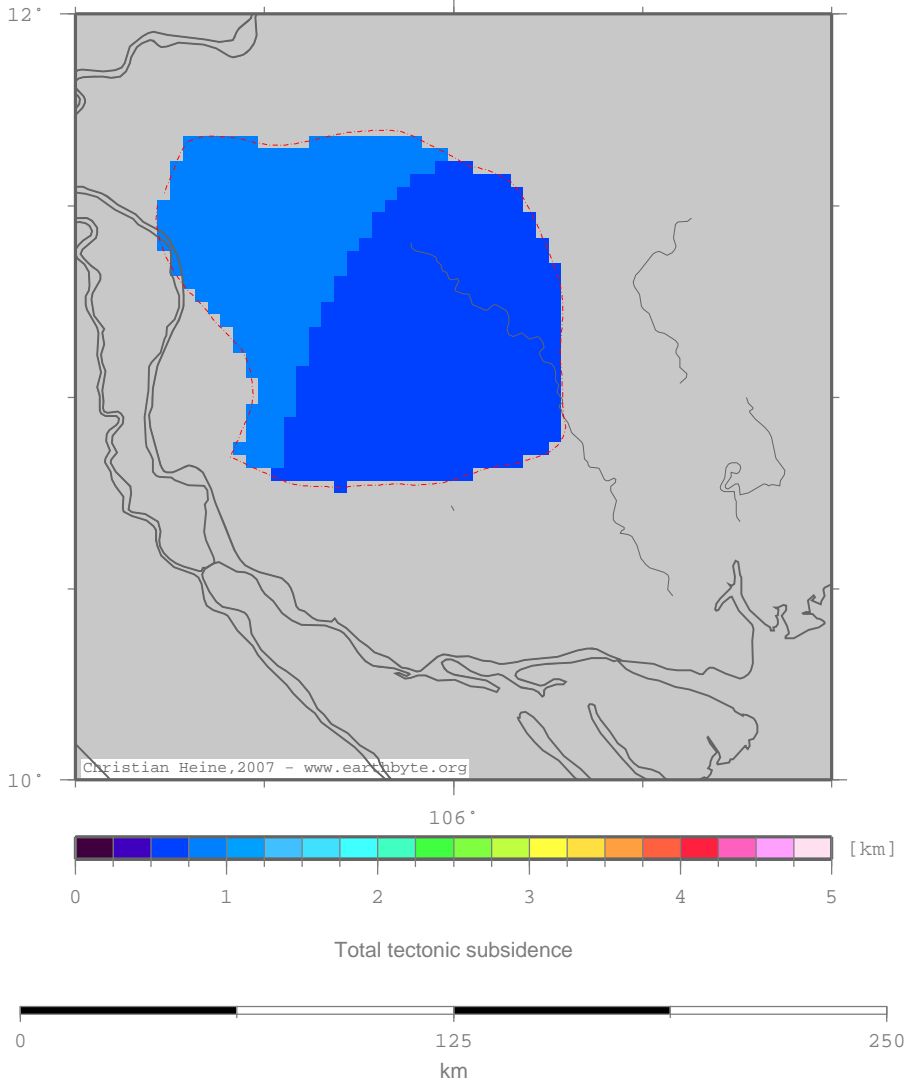 12°
10°
Christian Heine,2007 - www.earthbyte.org
106°
[km]
0 1 2 3 4 5
Total tectonic subsidence
0 125 250
km